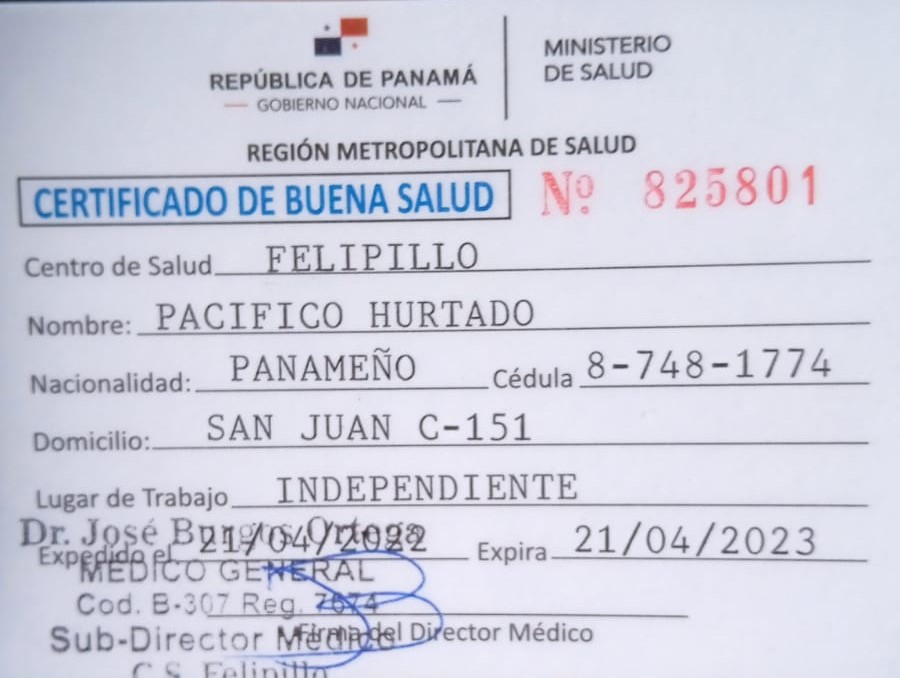 REPÚBLICA DE PANAMÁ
GOBIERNO NACIONAL
MINISTERIO
DE SALUD
REGIÓN METROPOLITANA DE SALUD
CERTIFICADO DE BUENA SALUD Nº 825801
Centro de Salud FELIPILLO
Nombre: PACIFICO HURTADO
Nacionalidad: PANAMEÑO Cédula 8-748-1774
Domicilio: SAN JUAN C-151
Lugar de Trabajo INDEPENDIENTE
Dr. José Burgos Ortega
Expedido el 21/04/2022 Expira 21/04/2023
MEDICO GENERAL
Cod. B-307 Reg. 7674
Sub-Director Médico Firma del Director Médico
C.S. Felipillo